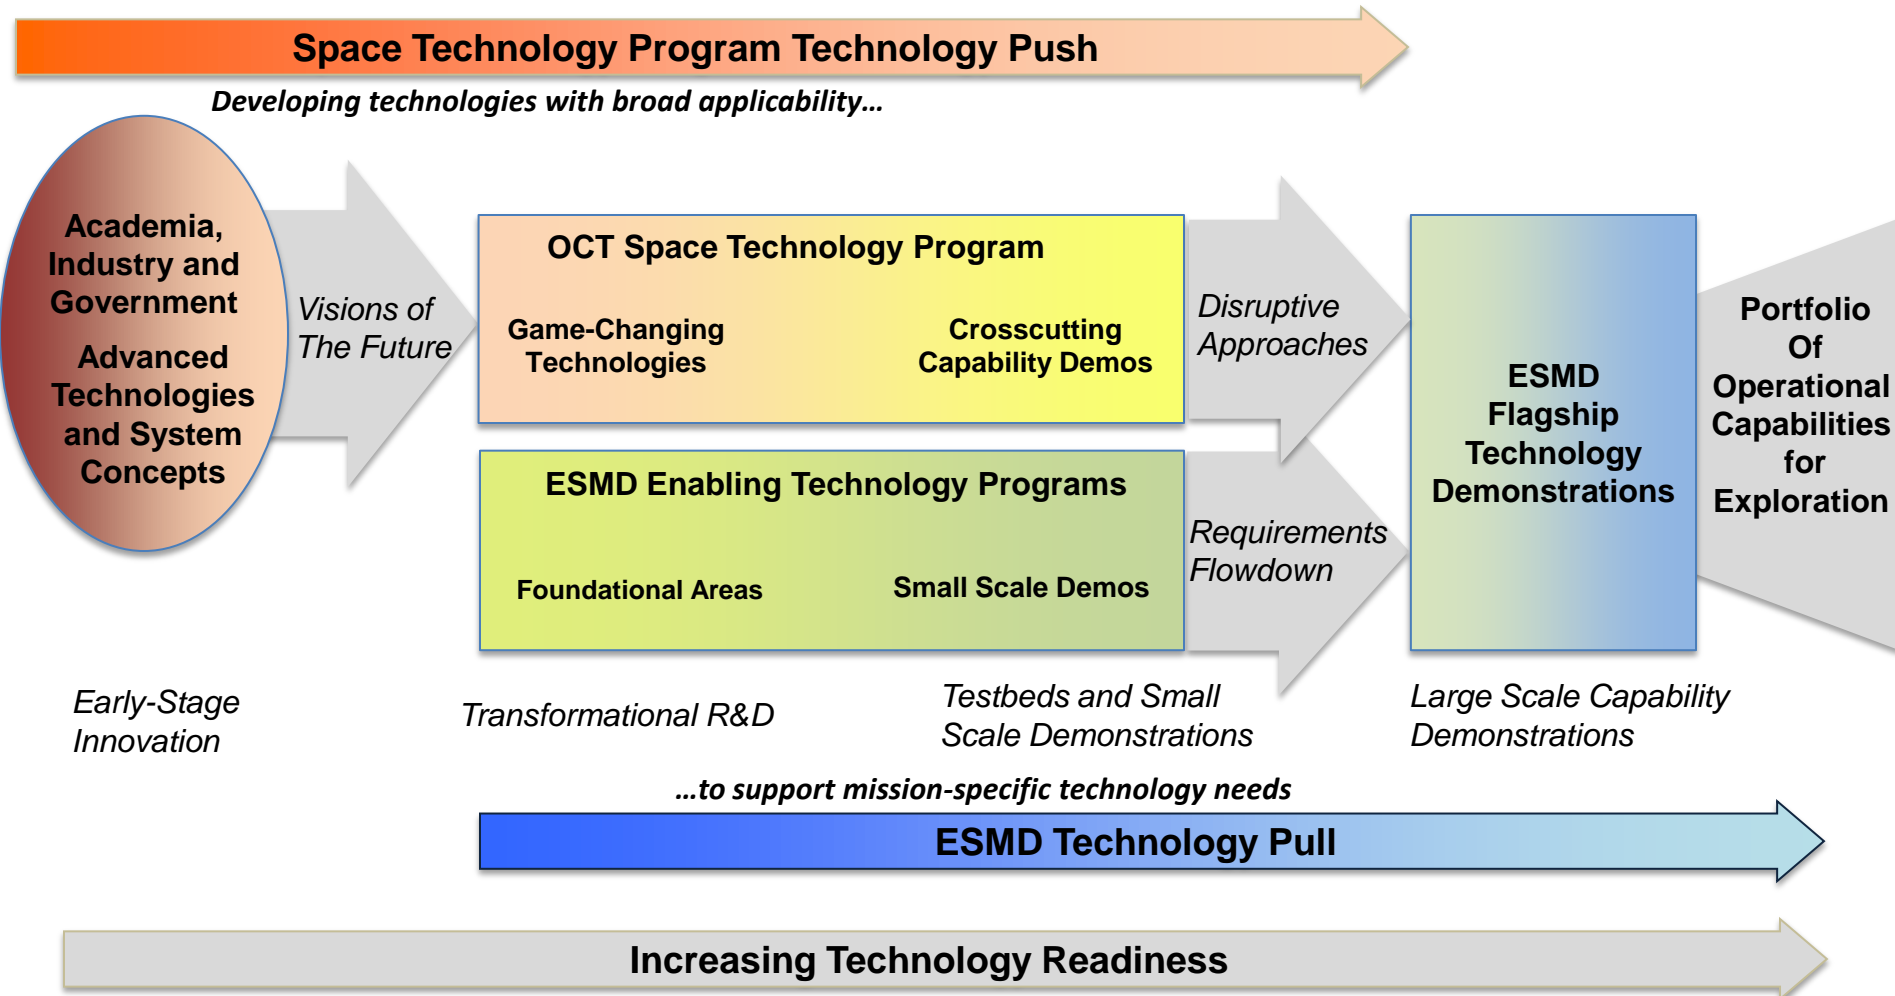 Space Technology Program Technology Push
Developing technologies with broad applicability…
Academia,
Industry and
Government
Advanced
Technologies
and System
Concepts
Visions of
The Future
OCT Space Technology Program
Game-Changing
Technologies
Crosscutting
Capability Demos
Disruptive
Approaches
ESMD Enabling Technology Programs
Foundational Areas
Small Scale Demos
Requirements
Flowdown
ESMD
Flagship
Technology
Demonstrations
Portfolio
Of
Operational
Capabilities
for
Exploration
Early-Stage
Innovation
Transformational R&D
Testbeds and Small
Scale Demonstrations
Large Scale Capability
Demonstrations
…to support mission-specific technology needs
ESMD Technology Pull
Increasing Technology Readiness